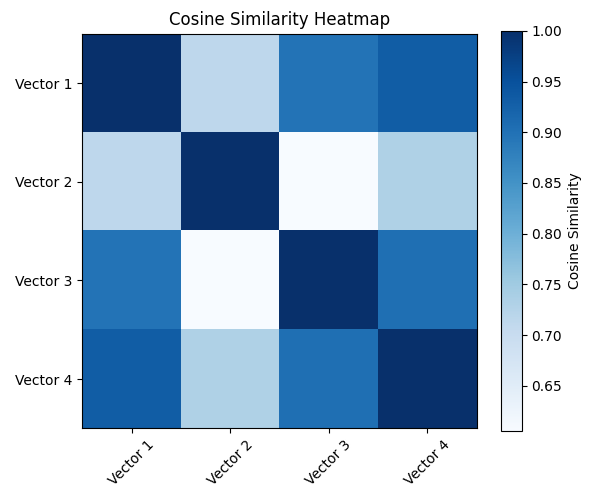 Cosine Similarity Heatmap
Vector 1
Vector 2
Vector 3
Vector 4
Vector 1
Vector 2
Vector 3
Vector 4
1.00
0.95
0.90
0.85
0.80
0.75
0.70
0.65
Cosine Similarity